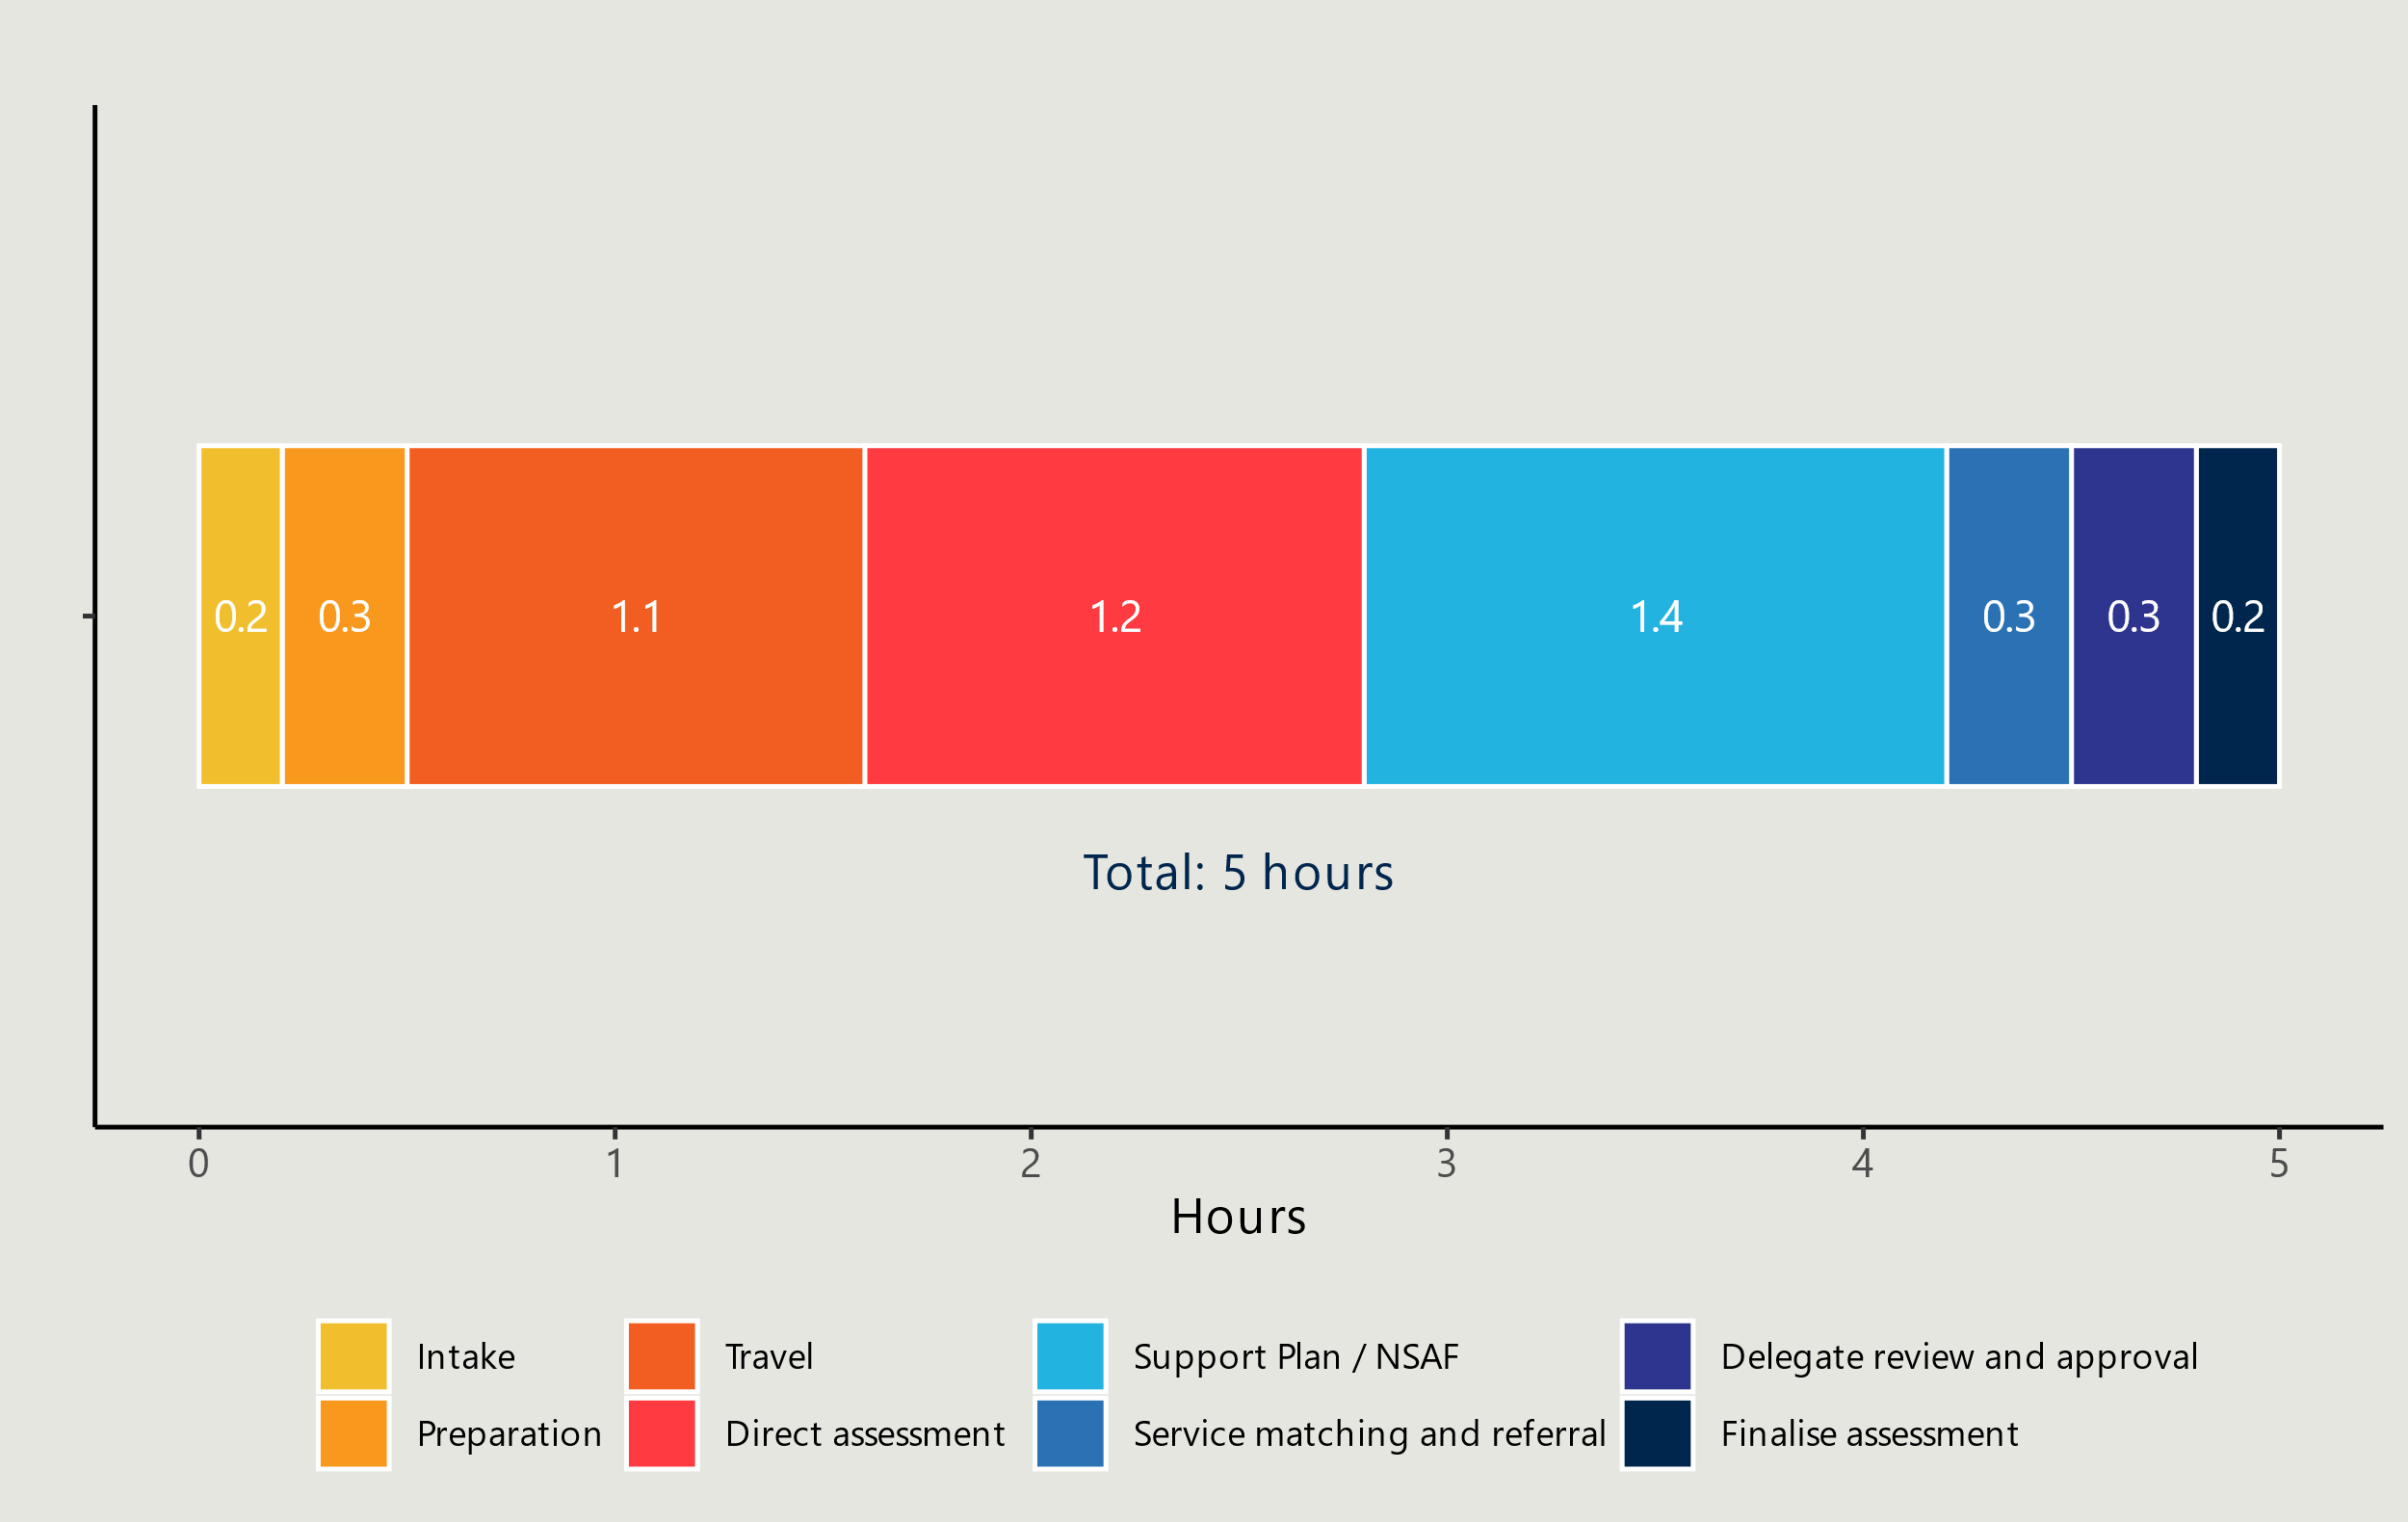 0.2 0.3 1.1 1.2 1.4 0.3 0.3 0.2
Total: 5 hours
0 1 2 3 4 5
Hours
Intake Travel Support Plan / NSAF Delegate review and approval
Preparation Direct assessment Service matching and referral Finalise assessment